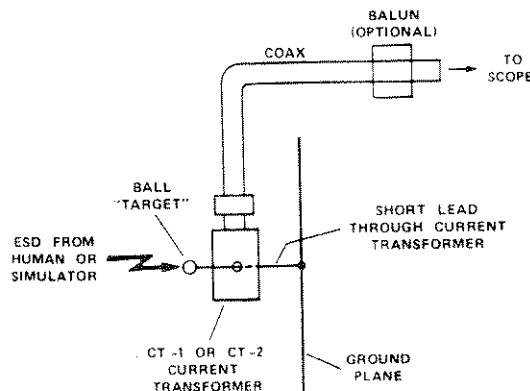 BALUN
(OPTIONAL)
COAX
TO
SCOPE
BALL
"TARGET"
SHORT LEAD
THROUGH CURRENT
TRANSFORMER
ESD FROM
HUMAN OR
SIMULATOR
CT-1 OR CT-2
CURRENT
TRANSFORMER
GROUND
PLANE